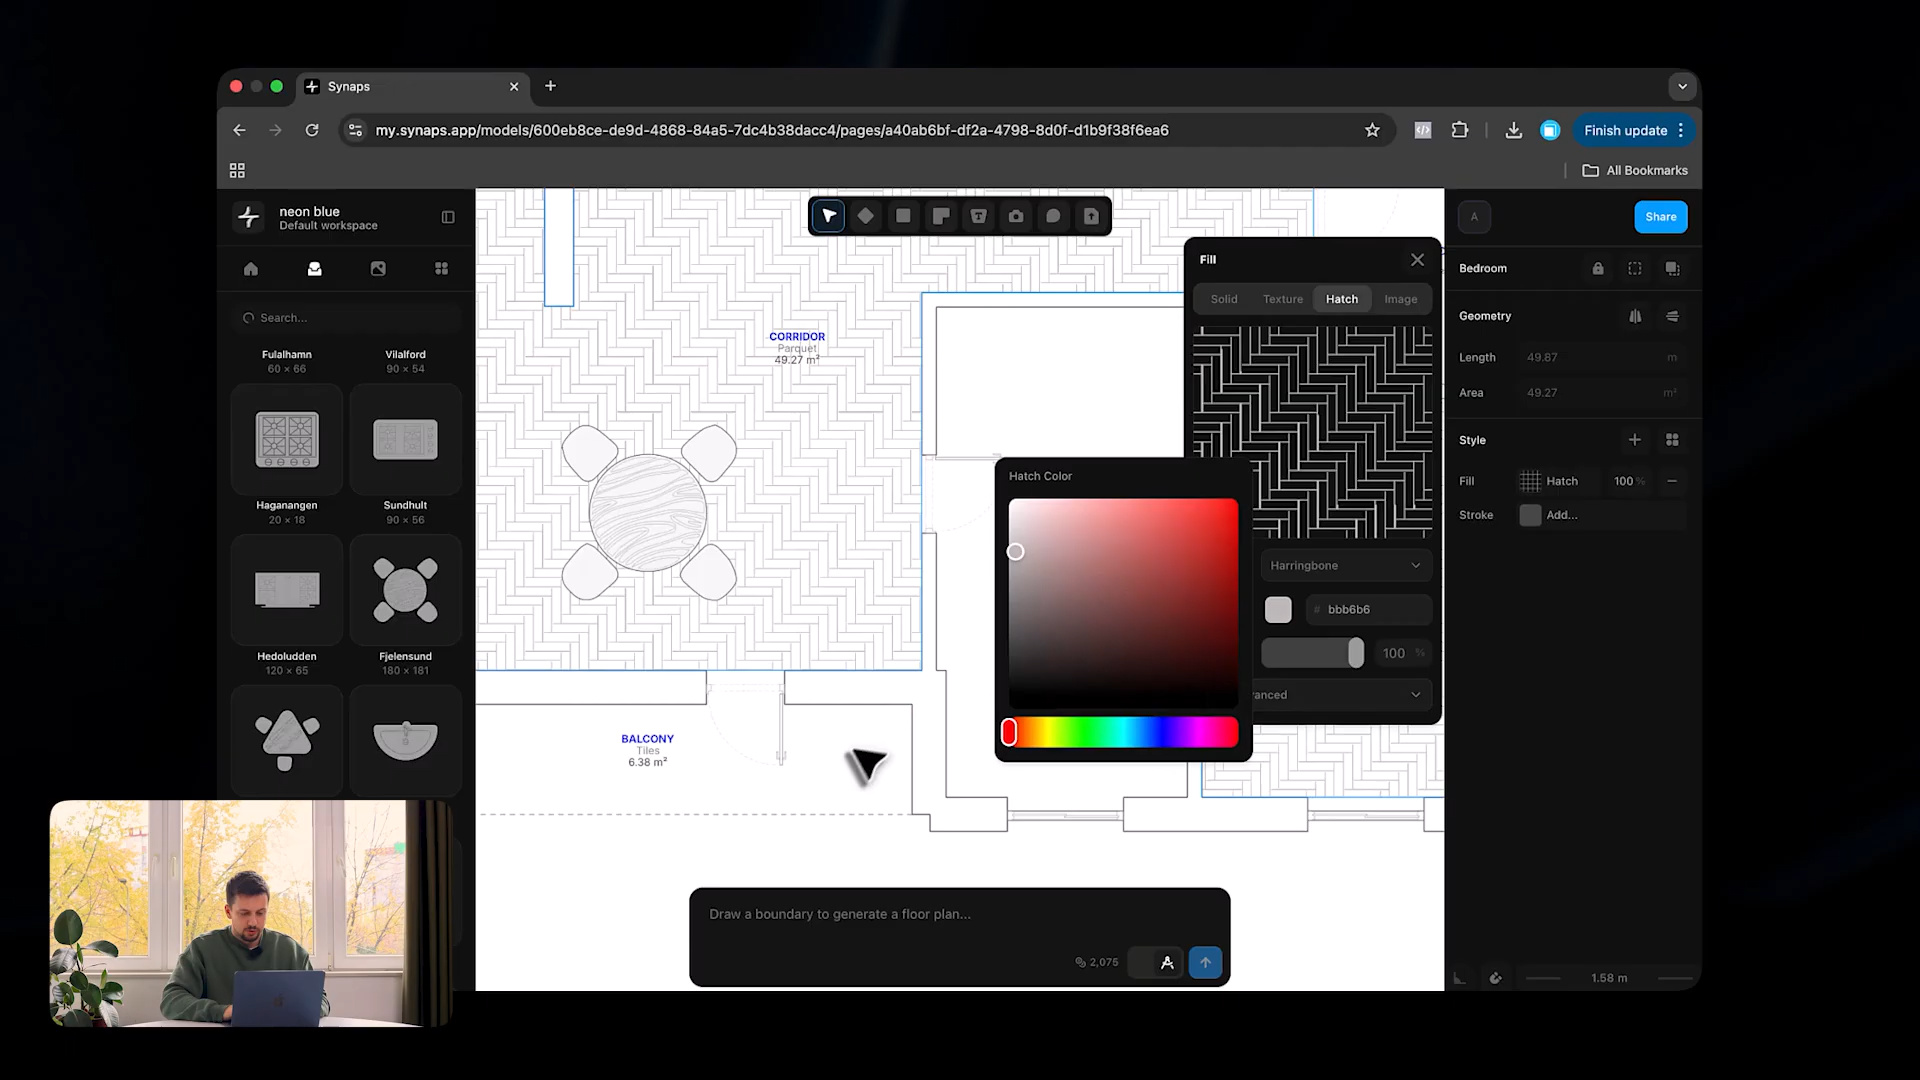 Synaps
my.synaps.app/models/600eb8ce-de9d-4868-84a5-7dc4b38dacc4/pages/a40ab6bf-df2a-4798-8d0f-d1b9f38f6ea6
Finish update
All Bookmarks
neon blue
Default workspace
Search...
Fulalhamn
60 × 66
Vilalford
90 × 54
Haganangen
20 × 18
Sundhult
90 × 56
Hedoludden
120 × 65
Fjelensund
180 × 181
CORRIDOR
Parquet
49.27 m²
BALCONY
Tiles
6.38 m²
Hatch Color
Fill
Solid
Texture
Hatch
Image
Harringbone
# bbb6b6
100 %
anced
Draw a boundary to generate a floor plan...
2,075
A
Share
Bedroom
Geometry
Length
49.87
m
Area
49.27
m²
Style
Fill
Hatch
100 %
Stroke
Add...
1.58 m